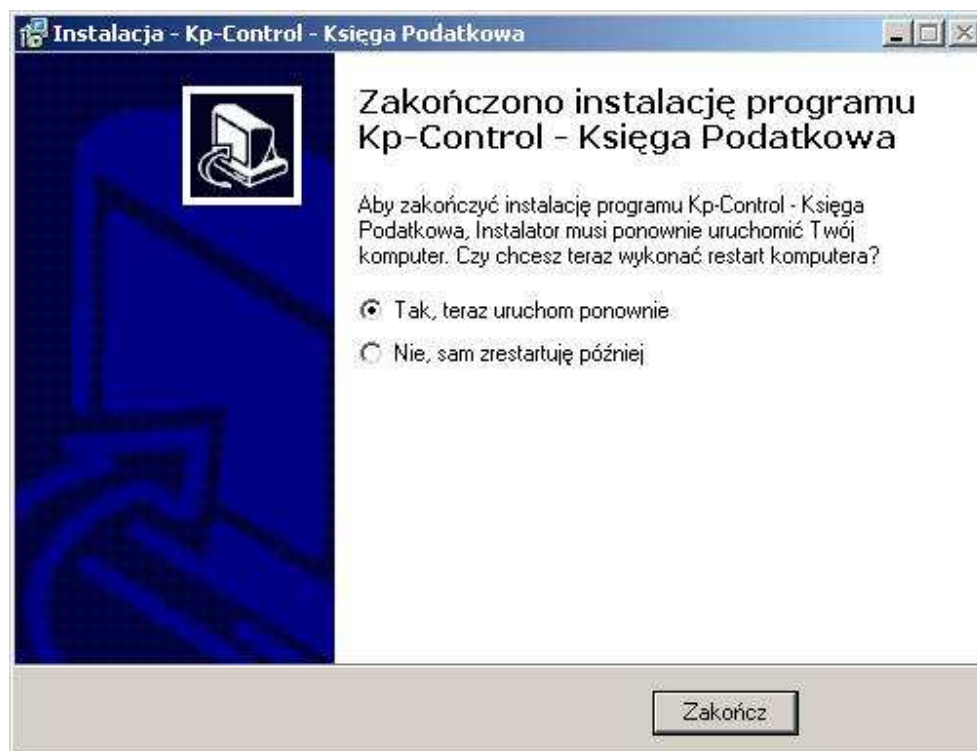 Instalacja - Kp-Control - Księga Podatkowa
Zakończono instalację programu
Kp-Control - Księga Podatkowa
Aby zakończyć instalację programu Kp-Control - Księga
Podatkowa, Instalator musi ponownie uruchomić Twój
komputer. Czy chcesz teraz wykonać restart komputera?
Tak, teraz uruchom ponownie
Nie, sam zrestartuję później
Zakończ